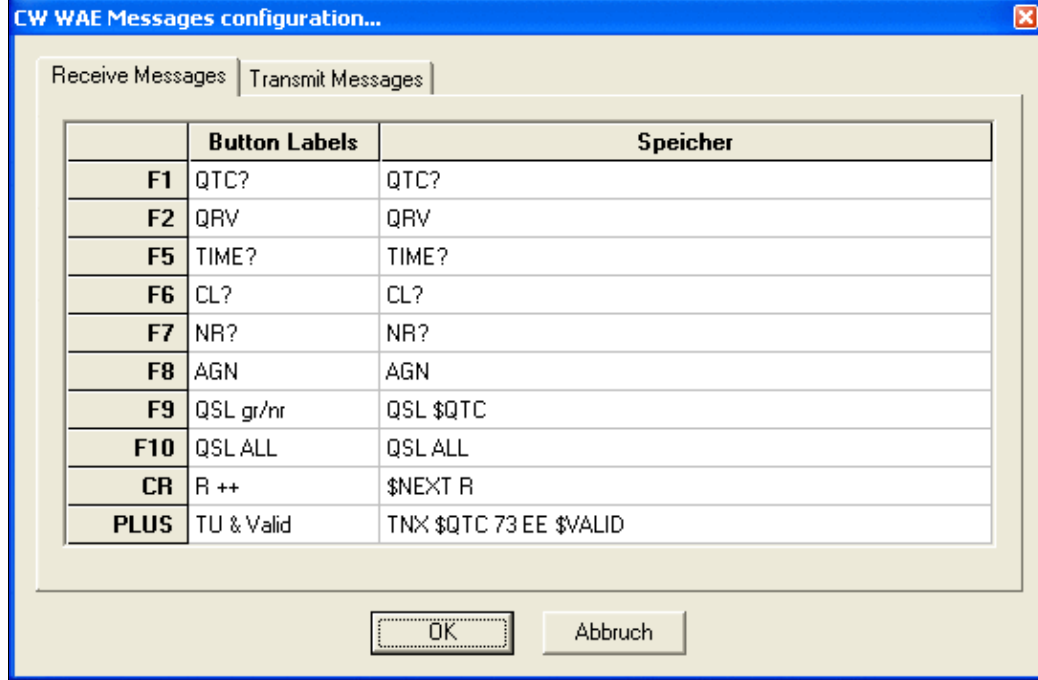 CW WAE Messages configuration...
Receive Messages Transmit Messages
Button Labels Speicher
F1 QTC? QTC?
F2 QRV QRV
F5 TIME? TIME?
F6 CL? CL?
F7 NR? NR?
F8 AGN AGN
F9 QSL gr/nr QSL $QTC
F10 QSL ALL QSL ALL
CR R ++ $NEXT R
PLUS TU & Valid TNX $QTC 73 EE $VALID
OK Abbruch